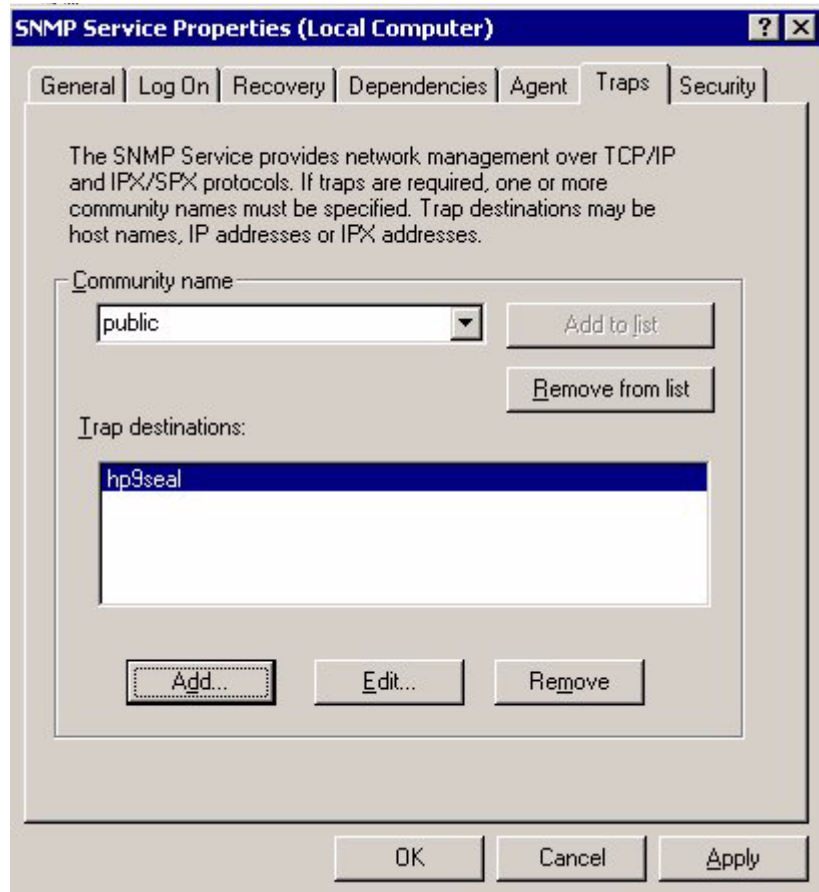 SNMP Service Properties (Local Computer)
General Log On Recovery Dependencies Agent Traps Security
The SNMP Service provides network management over TCP/IP
and IPX/SPX protocols. If traps are required, one or more
community names must be specified. Trap destinations may be
host names, IP addresses or IPX addresses.
Community name
public
Add to list
Remove from list
Trap destinations:
hp9seal
Add... Edit... Remove
OK Cancel Apply